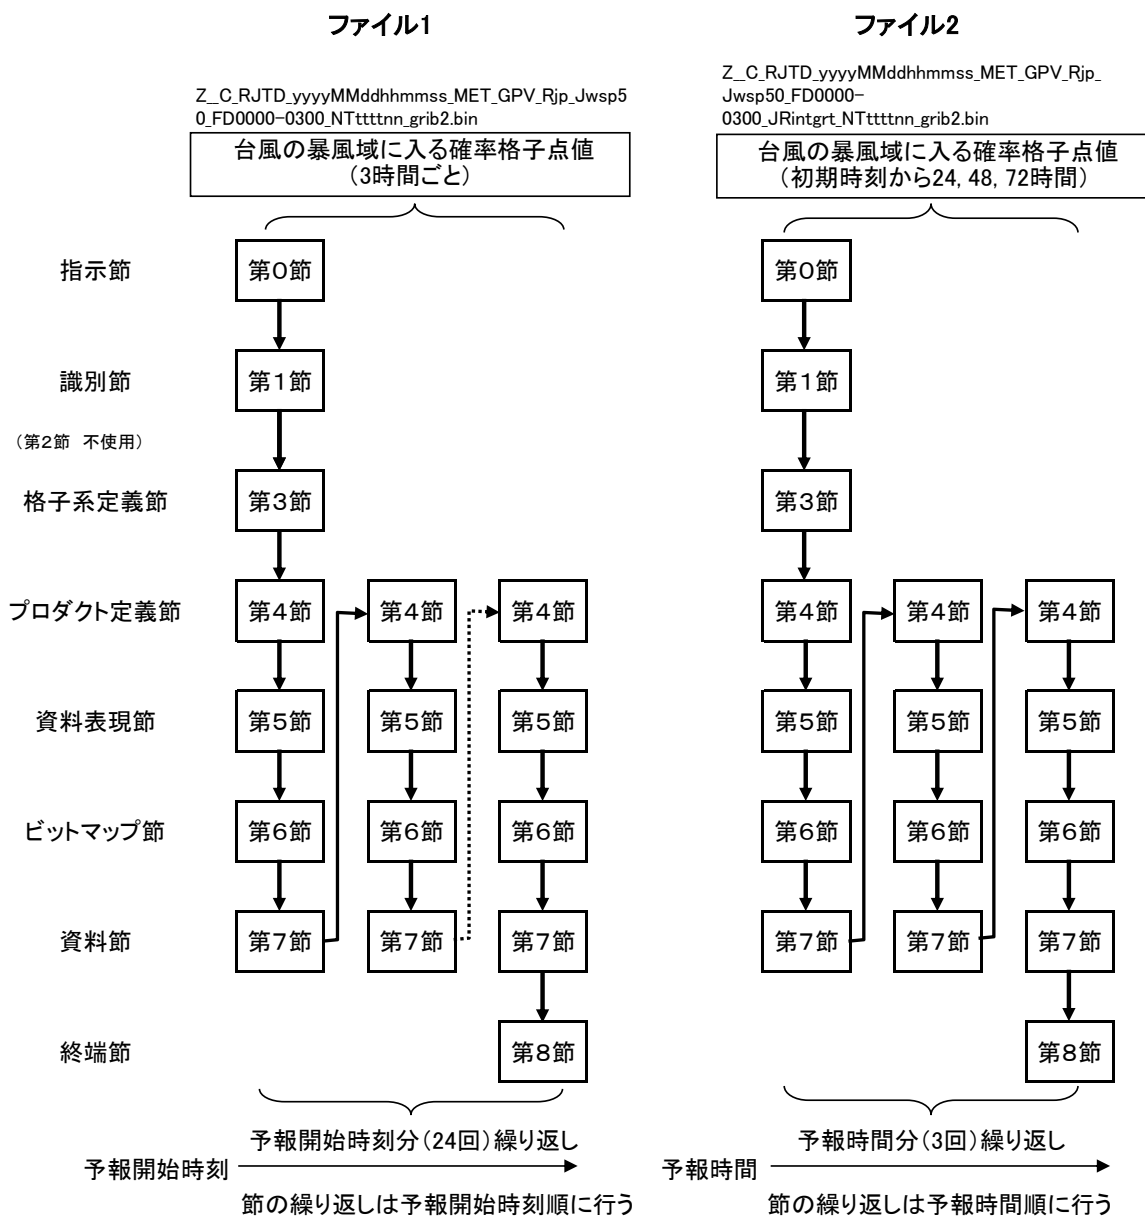 ファイル1
ファイル2
Z__C_RJTD_yyyyMMddhhmmss_MET_GPV_Rjp_Jwsp5
0_FD0000-0300_NTttttnn_grib2.bin
Z__C_RJTD_yyyyMMddhhmmss_MET_GPV_Rjp_
Jwsp50_FD0000-
0300_JRintgrt_NTttttnn_grib2.bin
台風の暴風域に入る確率格子点値
(3時間ごと)
台風の暴風域に入る確率格子点値
(初期時刻から24, 48, 72時間)
指示節
第0節
第0節
識別節
第1節
第1節
(第2節 不使用)
格子系定義節
第3節
第3節
プロダクト定義節
第4節
第4節
第4節
第4節
第4節
第4節
資料表現節
第5節
第5節
第5節
第5節
第5節
第5節
ビットマップ節
第6節
第6節
第6節
第6節
第6節
第6節
資料節
第7節
第7節
第7節
第7節
第7節
第7節
終端節
第8節
第8節
予報開始時刻分(24回)繰り返し
予報時間分(3回)繰り返し
予報開始時刻
予報時間
節の繰り返しは予報開始時刻順に行う
節の繰り返しは予報時間順に行う